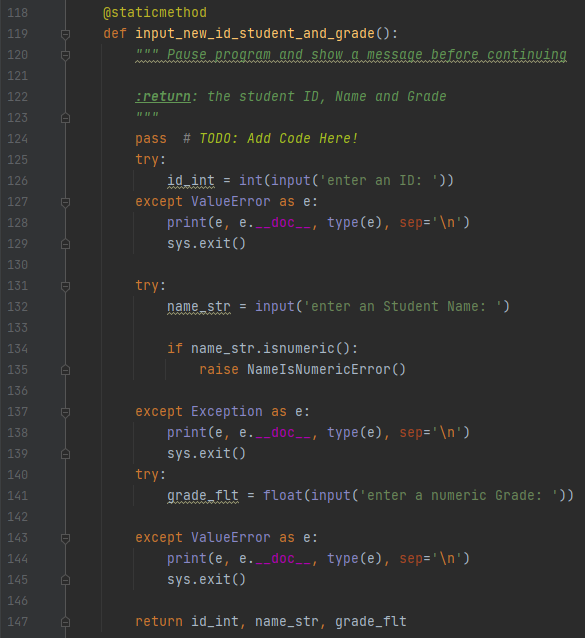 118 @staticmethod
119 def input_new_id_student_and_grade():
120 """ Pause program and show a message before continuing
121
122 :return: the student ID, Name and Grade
123 """
124 pass # TODO: Add Code Here!
125 try:
126 id_int = int(input('enter an ID: '))
127 except ValueError as e:
128 print(e, e.__doc__, type(e), sep='\n')
129 sys.exit()
130
131 try:
132 name_str = input('enter an Student Name: ')
133
134 if name_str.isnumeric():
135 raise NameIsNumericError()
136
137 except Exception as e:
138 print(e, e.__doc__, type(e), sep='\n')
139 sys.exit()
140 try:
141 grade_flt = float(input('enter a numeric Grade: '))
142
143 except ValueError as e:
144 print(e, e.__doc__, type(e), sep='\n')
145 sys.exit()
146
147 return id_int, name_str, grade_flt